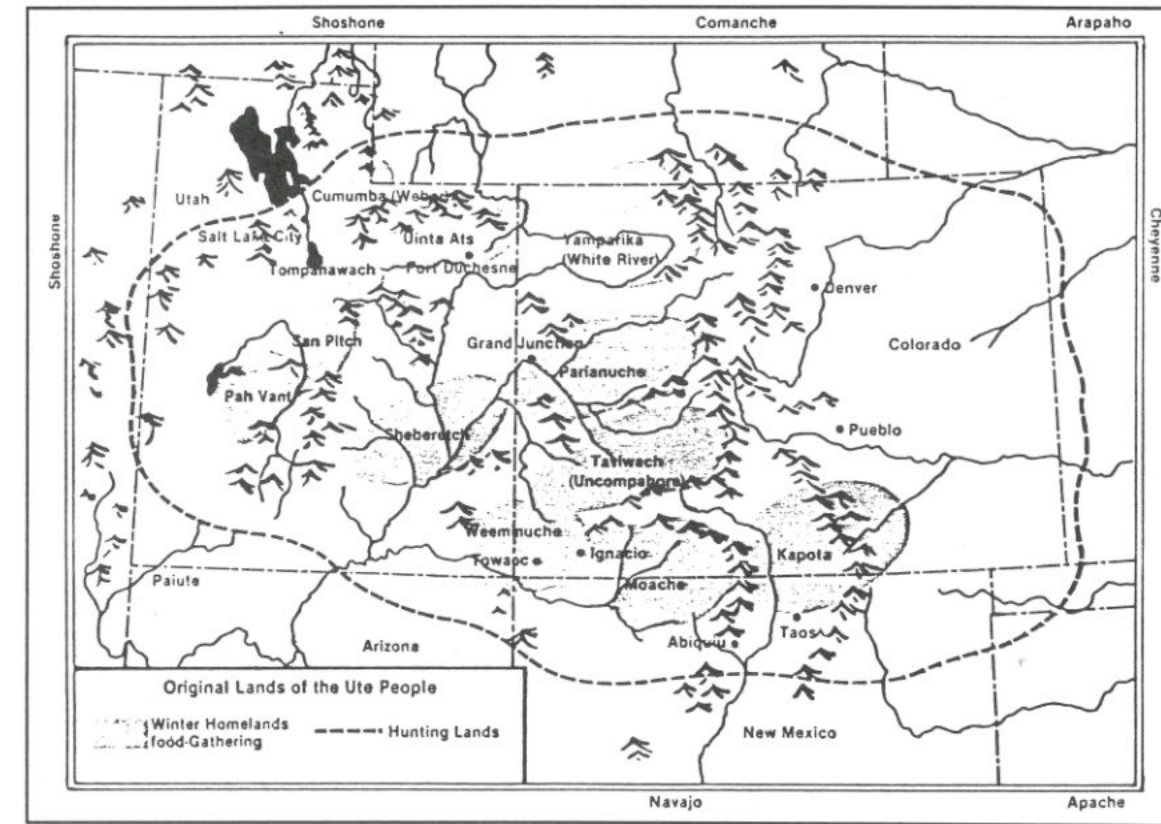 Shoshone
Comanche
Arapaho
Shoshone
Cheyenne
Utah
Cumumba (Weber)
Salt Lake City
Uinta Ats
Yamparika
(White River)
Tompanawach
Fort Duchesne
Denver
San Pitch
Grand Junction
Colorado
Parianuche
Pah Vant
Pueblo
Sheberetch
Taviwach
(Uncompahgre)
Weeminuche
Ignacio
Kapota
Towaoc
Paiute
Moache
Taos
Arizona
Abiquiu
Original Lands of the Ute People
Winter Homelands
food-Gathering
Hunting Lands
New Mexico
Navajo
Apache